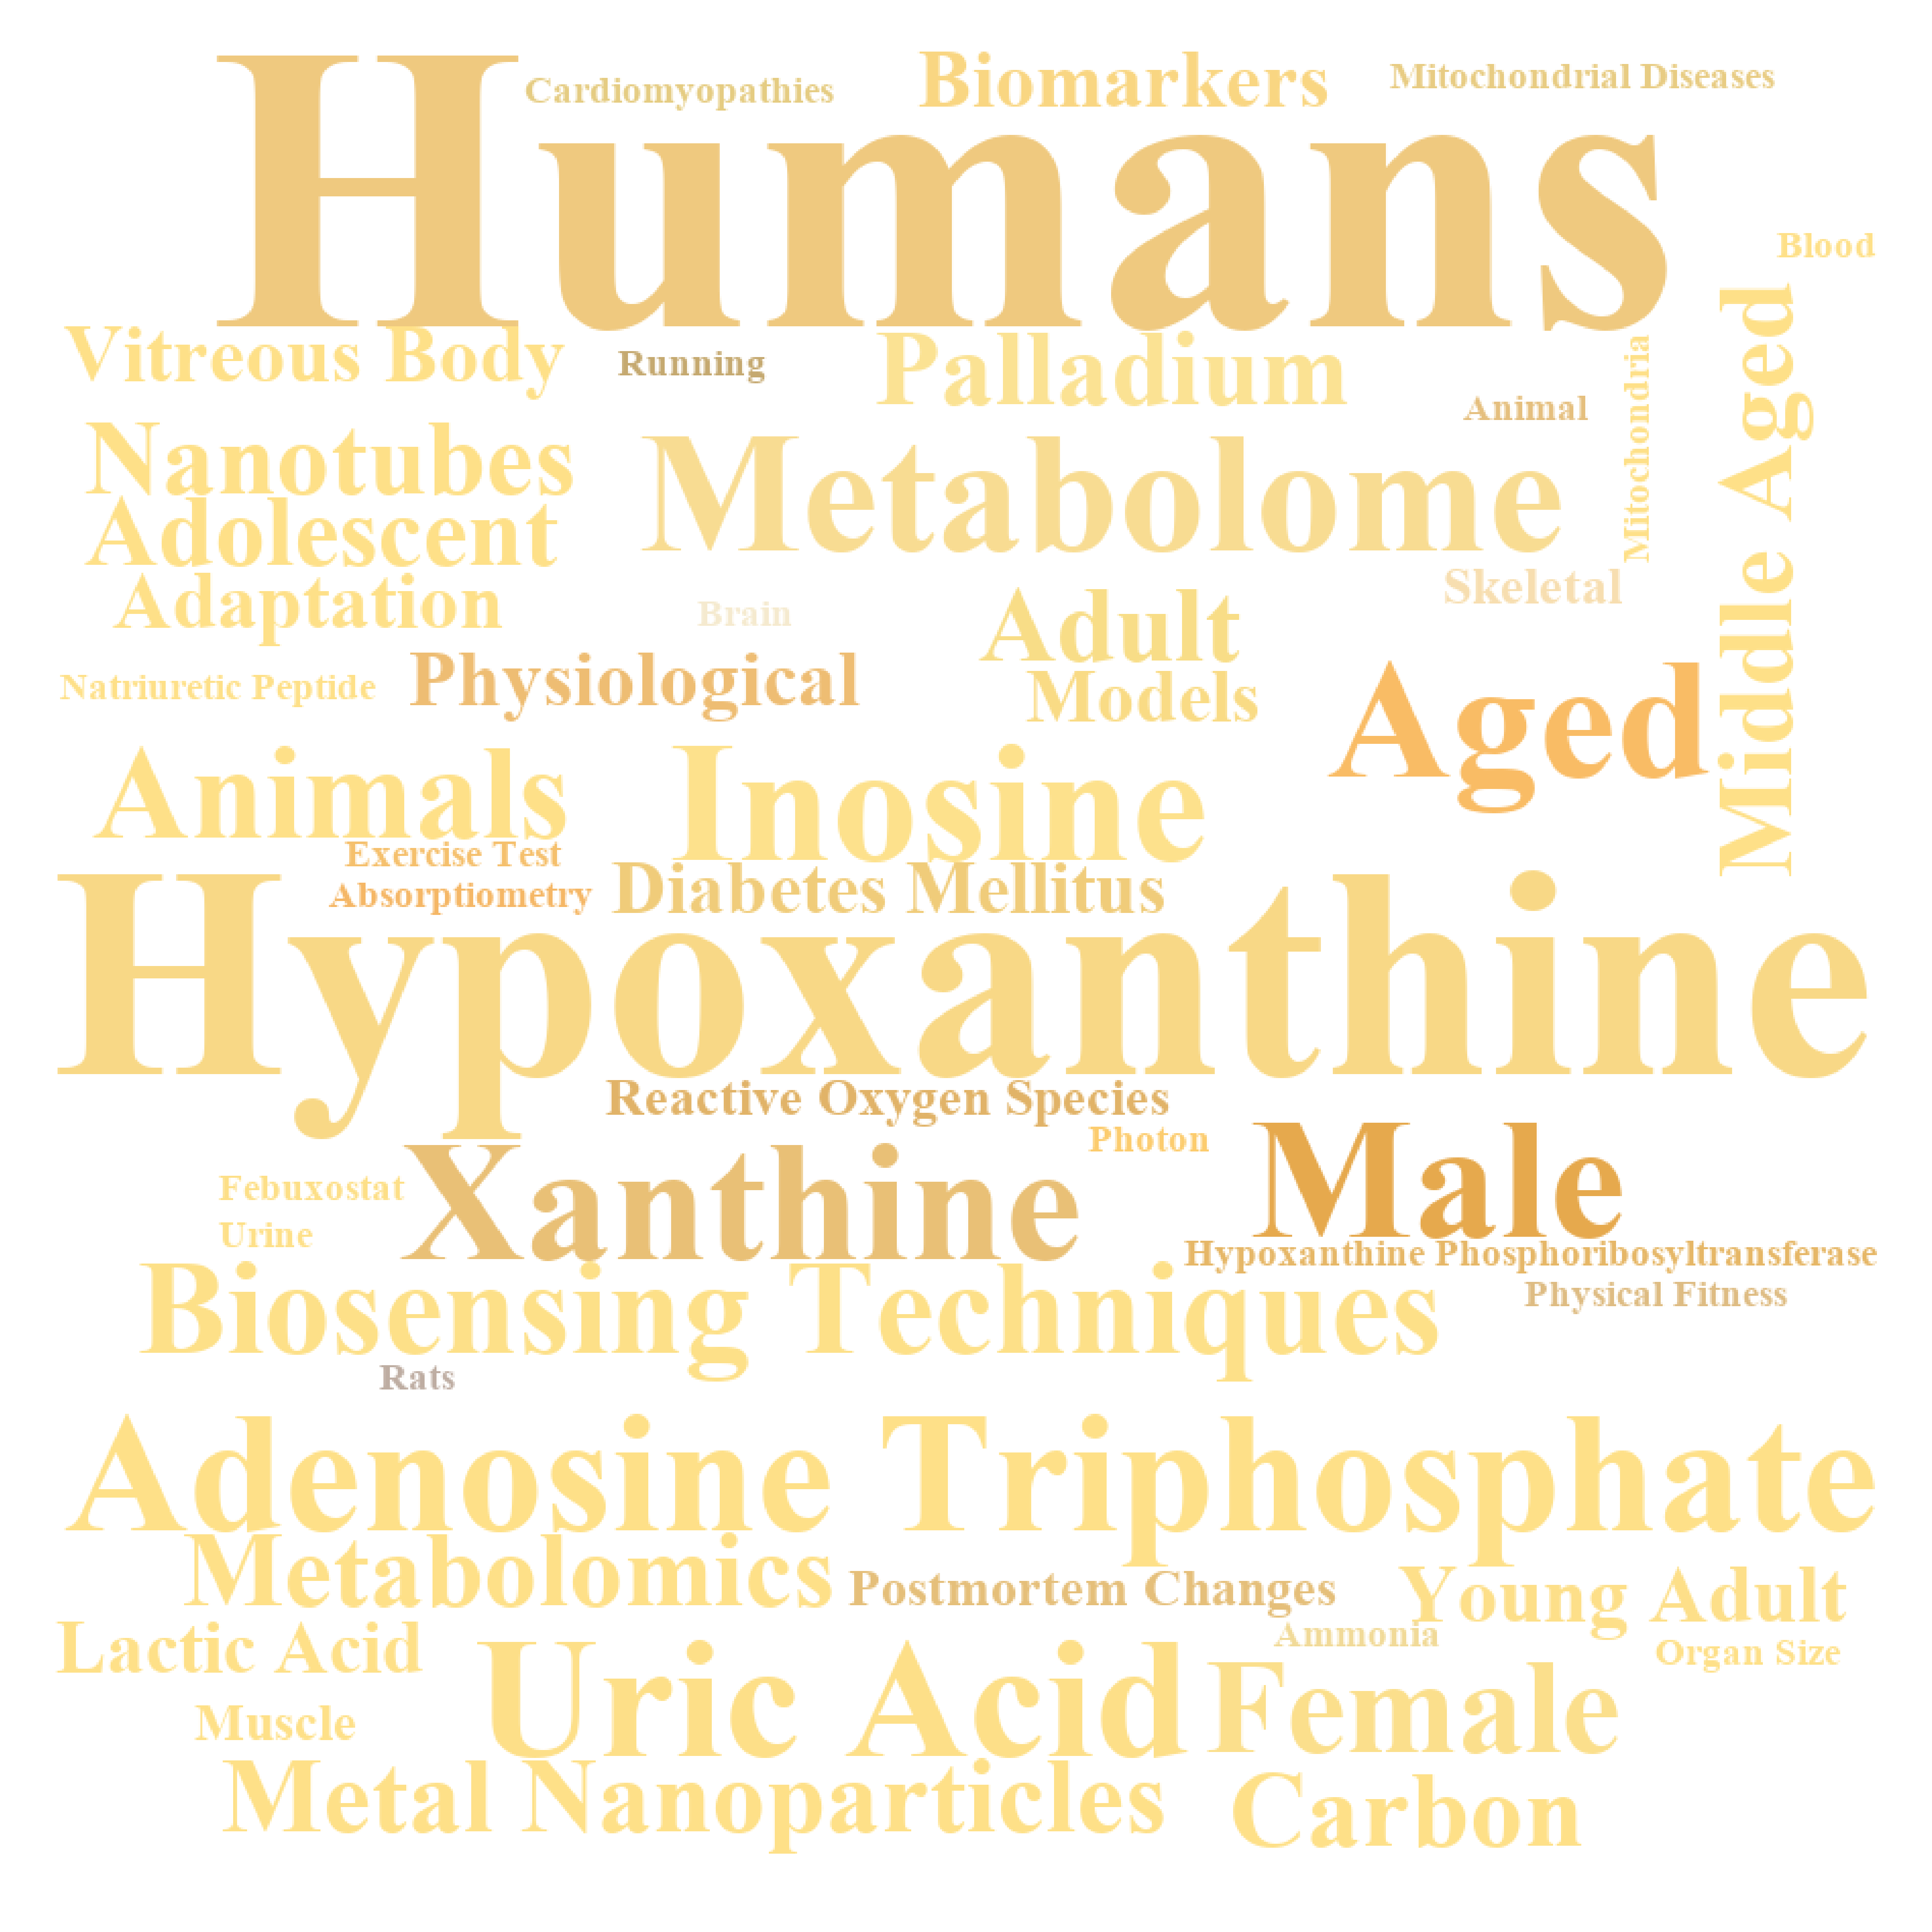 Cardiomyopathies
Biomarkers
Mitochondrial Diseases
Humans
Blood
Vitreous Body
Running
Palladium
Animal
Mitochondria
Middle Aged
Nanotubes
Metabolome
Adolescent
Adaptation
Brain
Adult
Skeletal
Natriuretic Peptide
Physiological
Models
Aged
Animals
Inosine
Exercise Test
Absorptiometry
Diabetes Mellitus
Hypoxanthine
Reactive Oxygen Species
Photon
Xanthine
Male
Febuxostat
Urine
Hypoxanthine Phosphoribosyltransferase
Physical Fitness
Biosensing Techniques
Rats
Adenosine Triphosphate
Metabolomics
Postmortem Changes
Young Adult
Lactic Acid
Ammonia
Organ Size
Uric Acid
Female
Muscle
Metal Nanoparticles
Carbon